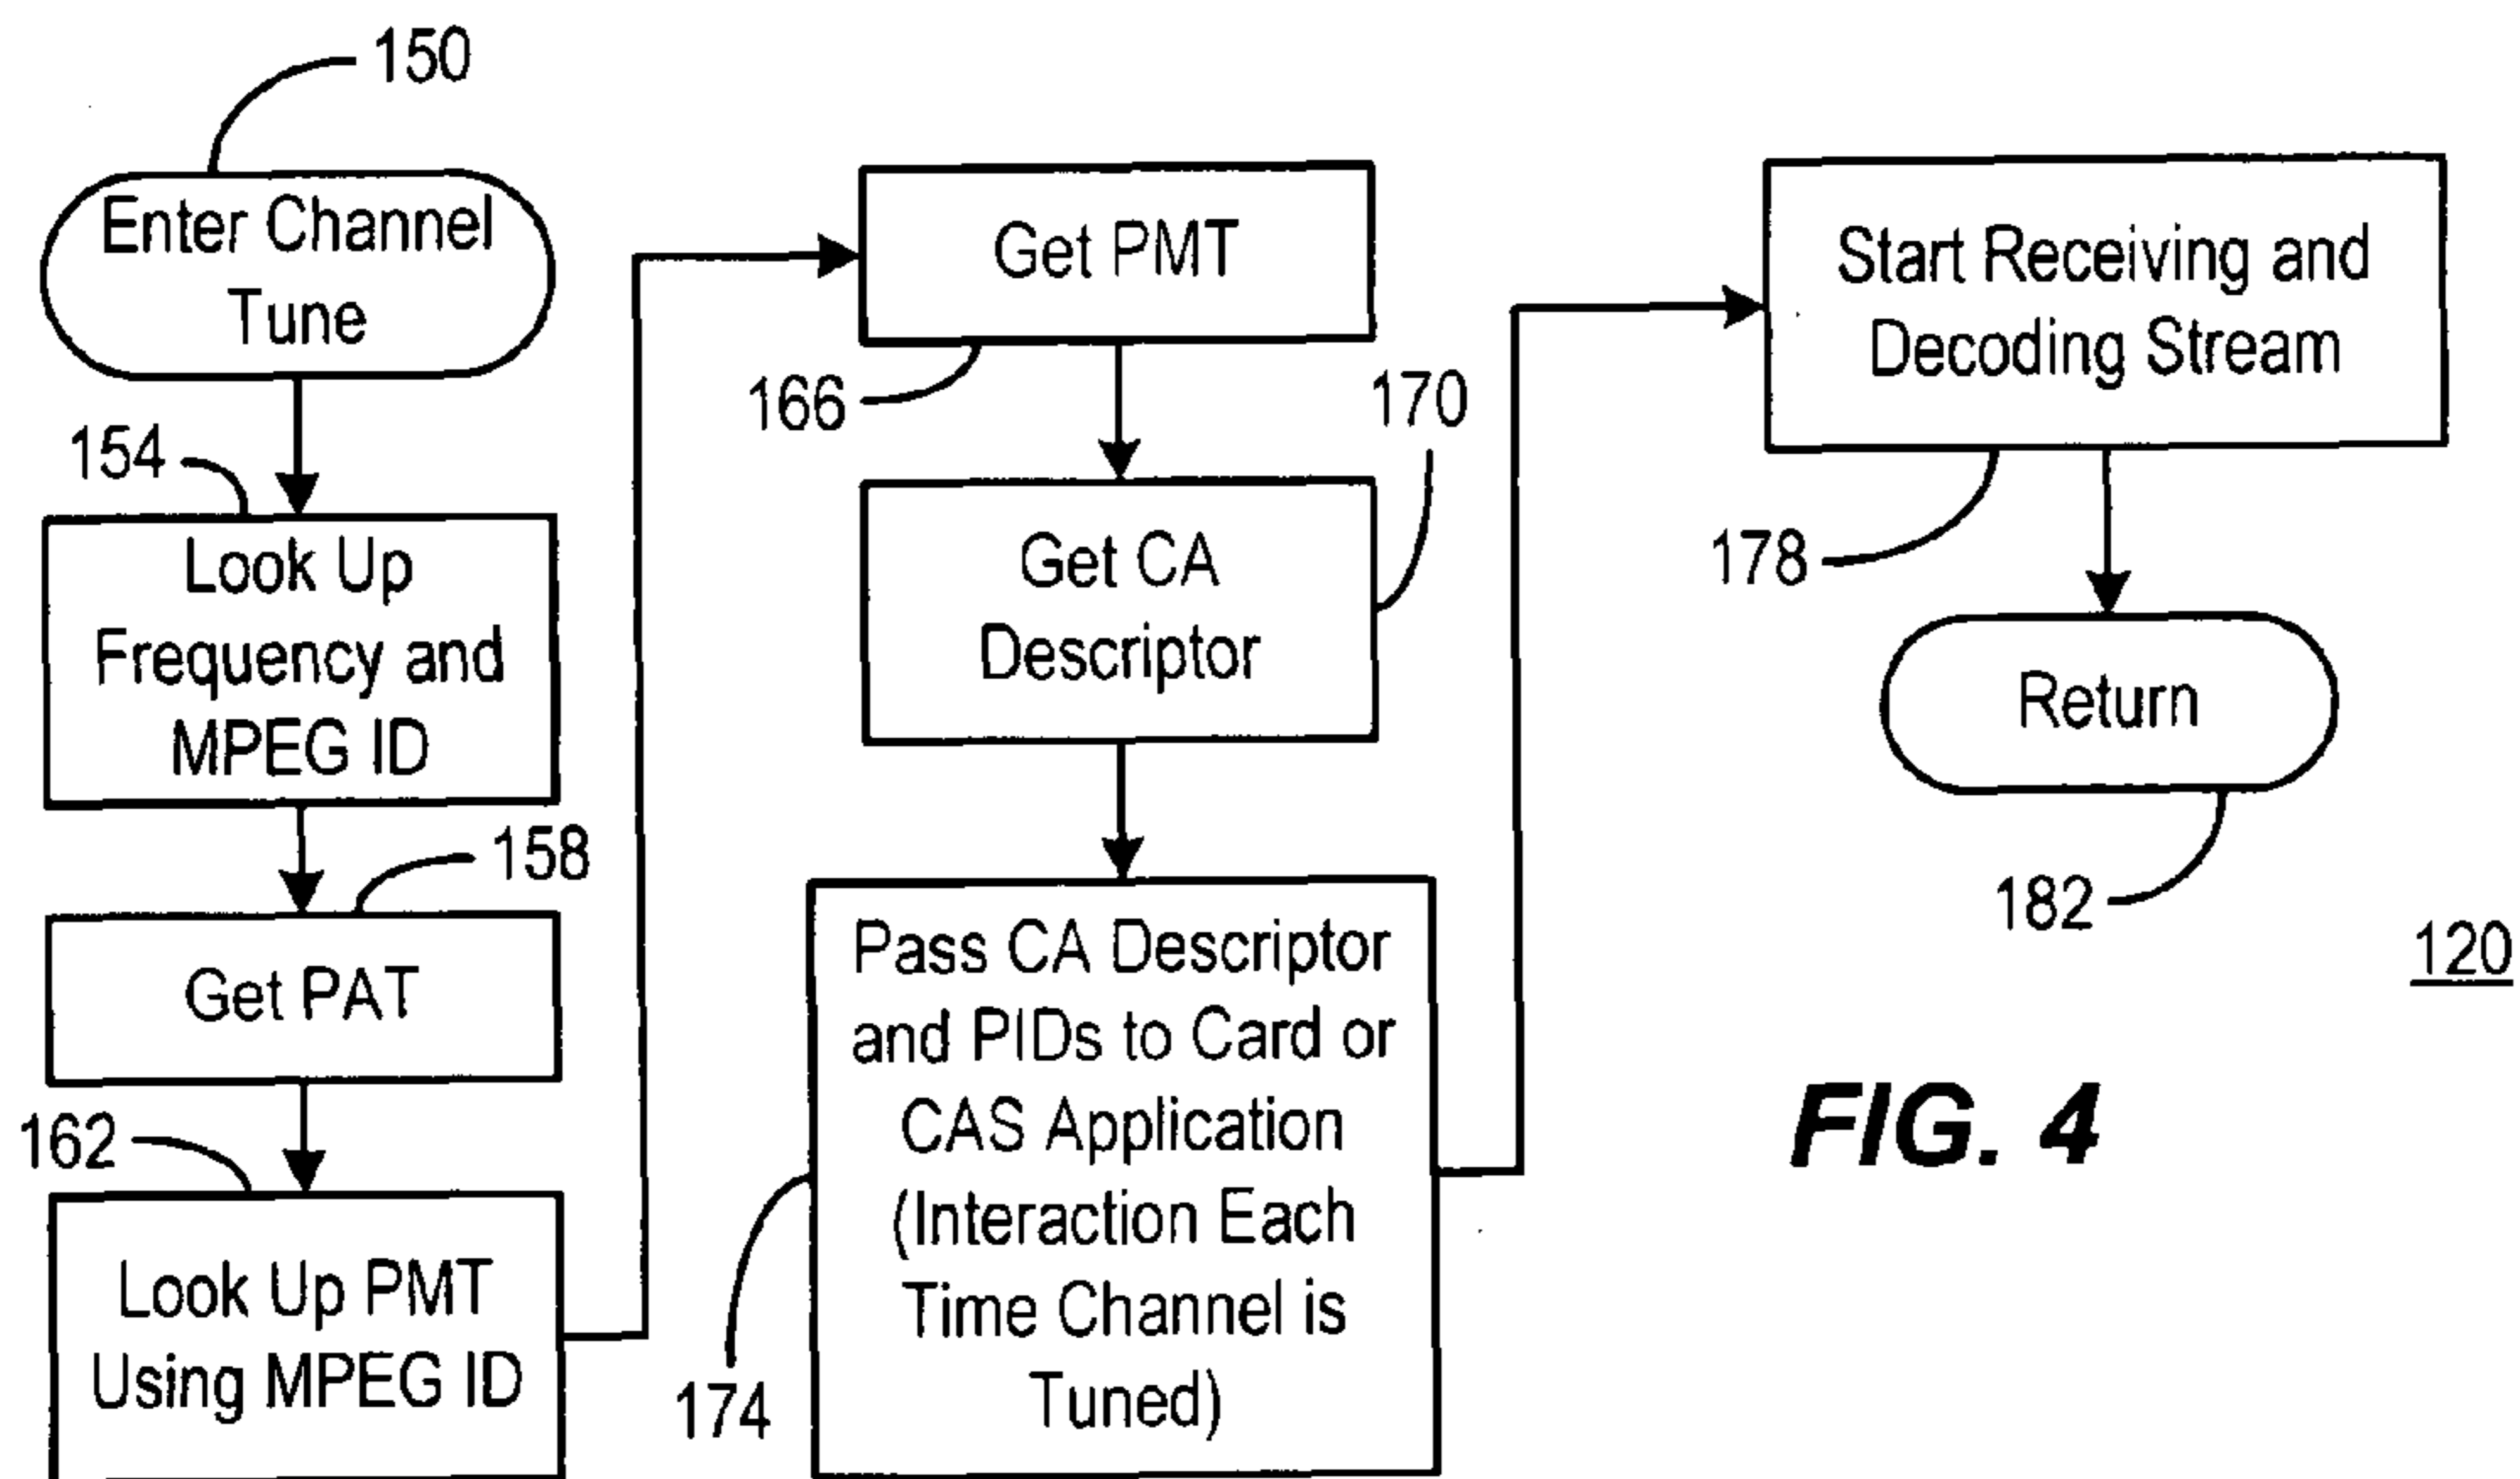 150
Enter Channel
Tune
154
Look Up
Frequency and
MPEG ID
158
Get PAT
162
Look Up PMT
Using MPEG ID
Get PMT
166
170
Get CA
Descriptor
Pass CA Descriptor
and PIDs to Card or
CAS Application
(Interaction Each
Time Channel is
Tuned)
174
Start Receiving and
Decoding Stream
178
Return
182
120
FIG. 4